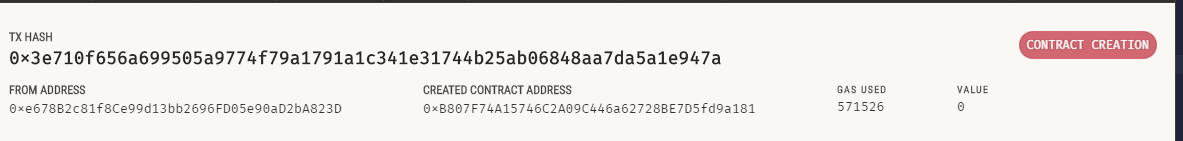 TX HASH
0×3e710f656a699505a9774f79a1791a1c341e31744b25ab06848aa7da5a1e947a
CONTRACT CREATION
FROM ADDRESS
0×e678B2c81f8Ce99d13bb2696FD05e90aD2bA823D
CREATED CONTRACT ADDRESS
0×B807F74A15746C2A09C446a62728BE7D5fd9a181
GAS USED
571526
VALUE
0